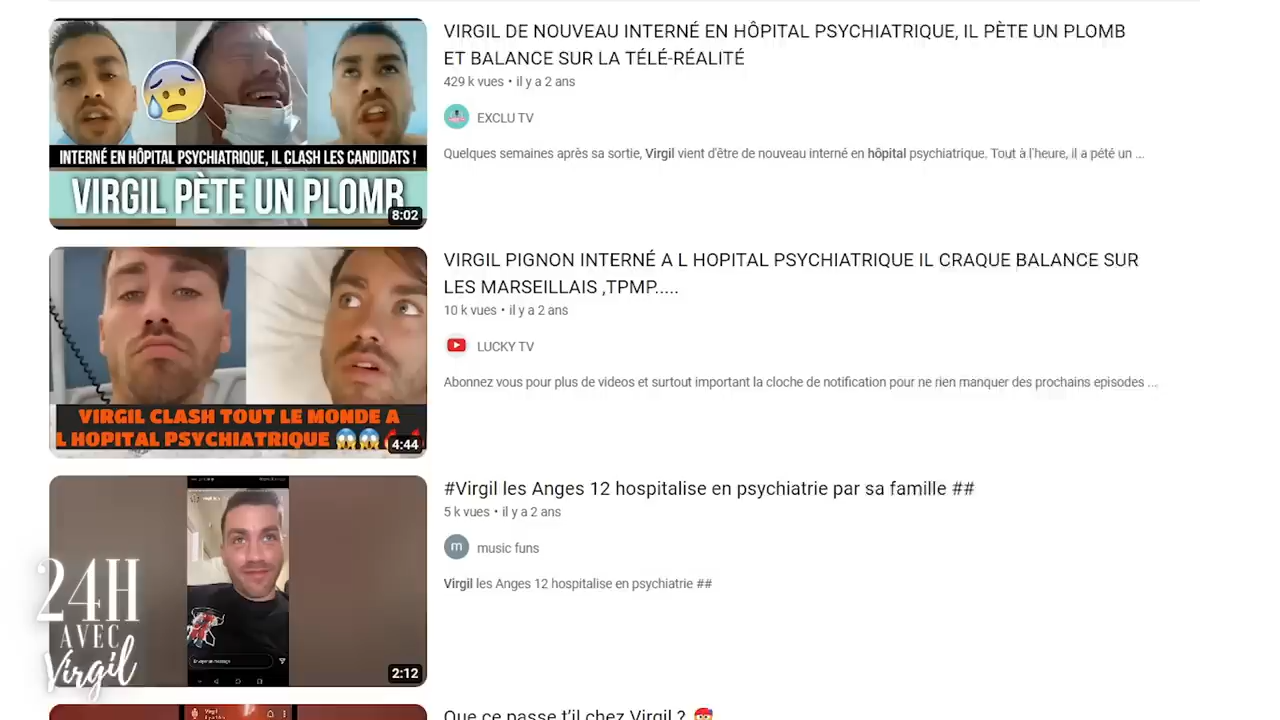 VIRGIL DE NOUVEAU INTERNÉ EN HÔPITAL PSYCHIATRIQUE, IL PÈTE UN PLOMB
ET BALANCE SUR LA TÉLÉ-RÉALITÉ
429 k vues • il y a 2 ans
EXCLU TV
Quelques semaines après sa sortie, Virgil vient d'être de nouveau interné en hôpital psychiatrique. Tout à l'heure, il a pété un ...
INTERNÉ EN HÔPITAL PSYCHIATRIQUE, IL CLASH LES CANDIDATS !
VIRGIL PÈTE UN PLOMB
8:02
VIRGIL PIGNON INTERNÉ A L HOPITAL PSYCHIATRIQUE IL CRAQUE BALANCE SUR
LES MARSEILLAIS ,TPMP.....
10 k vues • il y a 2 ans
LUCKY TV
Abonnez vous pour plus de videos et surtout important la cloche de notification pour ne rien manquer des prochains episodes ...
VIRGIL CLASH TOUT LE MONDE A
L HOPITAL PSYCHIATRIQUE
4:44
#Virgil les Anges 12 hospitalise en psychiatrie par sa famille ##
5 k vues • il y a 2 ans
m
music funs
Virgil les Anges 12 hospitalise en psychiatrie ##
Envoyer un message
2:12
24H
AVEC
Virgil
Virgil
Que ce passe t'il chez Virgil ?